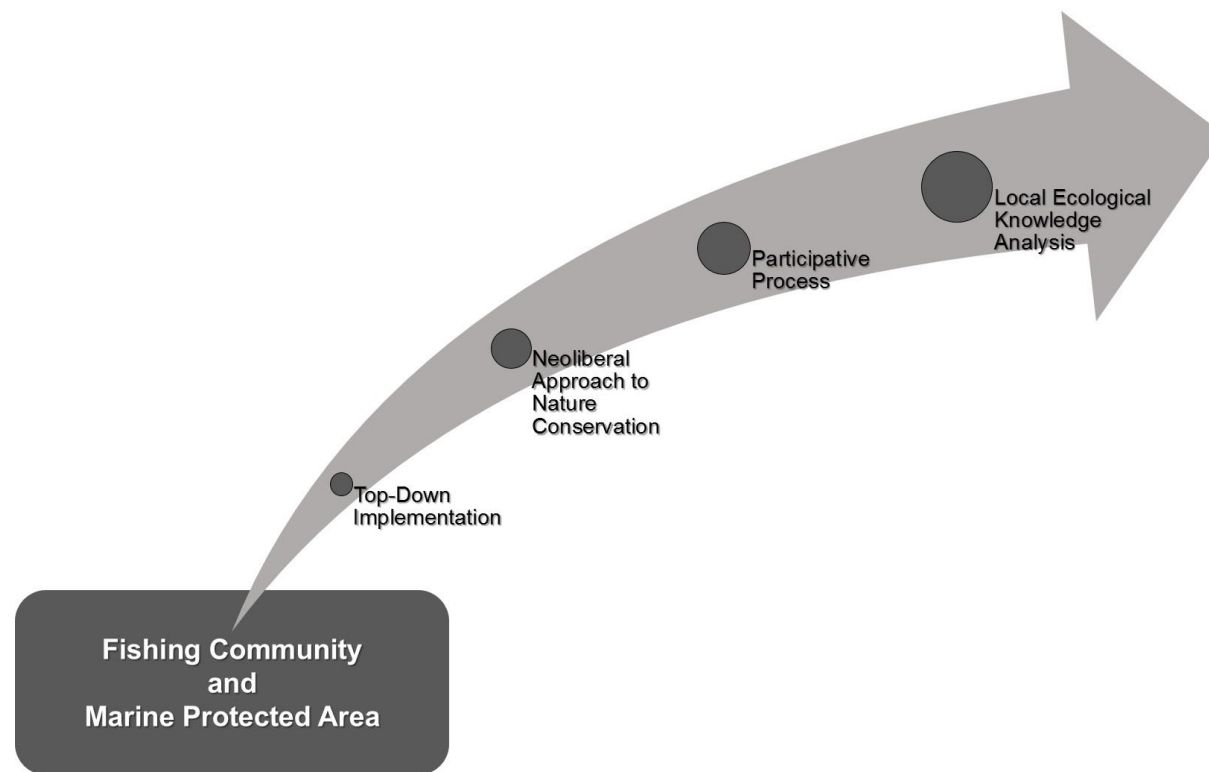 Local Ecological
Knowledge
Analysis
Participative
Process
Neoliberal
Approach to
Nature
Conservation
Top-Down
Implementation
Fishing Community
and
Marine Protected Area